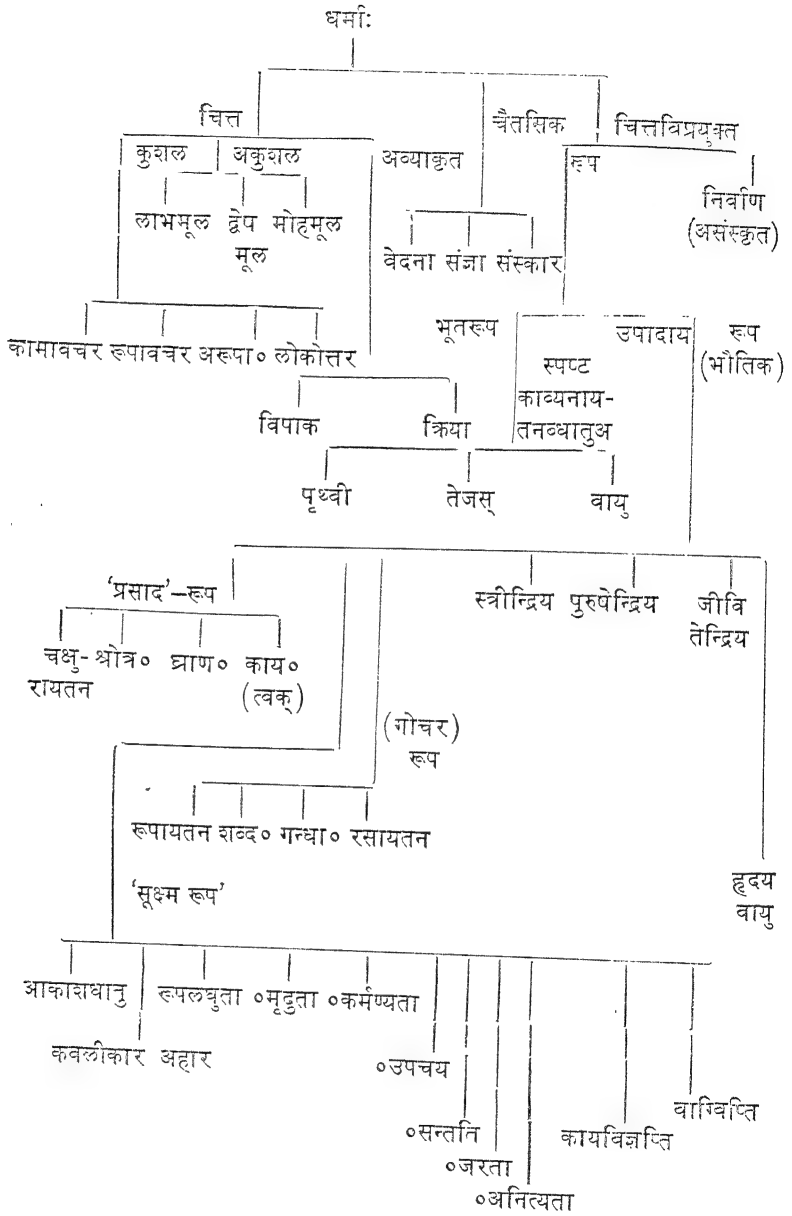 धर्माः
चित्त
चैतसिक
चित्तविप्रयुक्त
कुशल अकुशल
अव्याकृत
रूप
निर्वाण
(असंस्कृत)
लाभमूल द्वेष मोहमूल
मूल
वेदना संज्ञा संस्कार
भूतरूप
उपादाय रूप
(भौतिक)
कामावचर रूपावचर अरूपा० लोकोत्तर
स्पष्ट
काव्यनाय-
तनब्धातुअ
विपाक क्रिया
पृथ्वी तेजस् वायु
'प्रसाद'–रूप
स्त्रीन्द्रिय पुरुषेन्द्रिय जीवि
तेन्द्रिय
चक्षु- श्रोत्र० घ्राण० काय०
रायतन (त्वक्)
(गोचर)
रूप
रूपायतन शब्द० गन्धा० रसायतन
हृदय
वायु
'सूक्ष्म रूप'
आकाशधातु रूपलघुता ०मृदुता ०कर्मण्यता
कवलीकार अहार
०उपचय
वाग्विप्ति
०सन्तति
कायविज्ञप्ति
०जरता
०अनित्यता